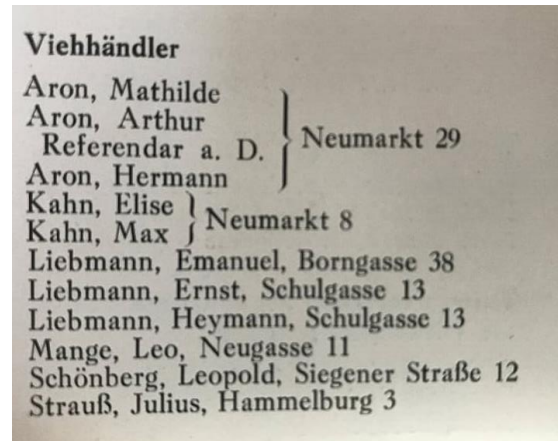 Viehhändler
Aron, Mathilde
Aron, Arthur
Referendar a. D.
Neumarkt 29
Aron, Hermann
Kahn, Elise
Neumarkt 8
Kahn, Max
Liebmann, Emanuel, Borngasse 38
Liebmann, Ernst, Schulgasse 13
Liebmann, Heymann, Schulgasse 13
Mange, Leo, Neugasse 11
Schönberg, Leopold, Siegener Straße 12
Strauß, Julius, Hammelburg 3